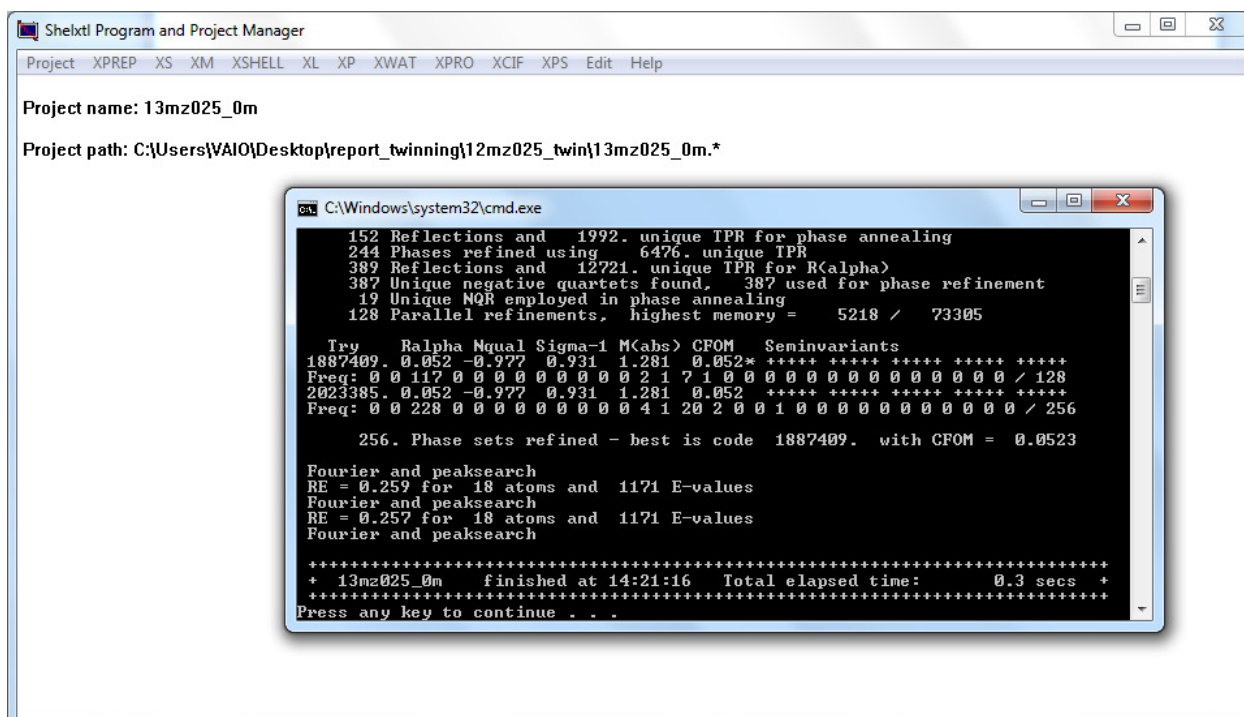 Shelxtl Program and Project Manager
Project XPREP XS XM XSHELL XL XP XWAT XPRO XCIF XPS Edit Help
Project name: 13mz025_0m
Project path: C:\Users\VAIO\Desktop\report_twinning\12mz025_twin\13mz025_0m.*
C:\Windows\system32\cmd.exe
152 Reflections and 1992. unique TPR for phase annealing
244 Phases refined using 6476. unique TPR
389 Reflections and 12721. unique TPR for R(alpha)
387 Unique negative quartets found, 387 used for phase refinement
19 Unique NQR employed in phase annealing
128 Parallel refinements, highest memory = 5218 / 73305
Try Ralpha Nqual Sigma-1 M(abs) CFOM Seminvariants
1887409. 0.052 -0.977 0.931 1.281 0.052* +++++ +++++ +++++ +++++ +++++
Freq: 0 0 117 0 0 0 0 0 0 0 0 0 2 1 7 1 0 0 0 0 0 0 0 0 0 0 0 0 0 0 / 128
2023385. 0.052 -0.977 0.931 1.281 0.052 +++++ +++++ +++++ +++++ +++++
Freq: 0 0 228 0 0 0 0 0 0 0 0 0 4 1 20 2 0 0 1 0 0 0 0 0 0 0 0 0 0 0 / 256
256. Phase sets refined - best is code 1887409. with CFOM = 0.0523
Fourier and peaksearch
RE = 0.259 for 18 atoms and 1171 E-values
Fourier and peaksearch
RE = 0.257 for 18 atoms and 1171 E-values
Fourier and peaksearch
++++++++++++++++++++++++++++++++++++++++++++++++++++++++++++++++++++++++++++
+ 13mz025_0m finished at 14:21:16 Total elapsed time: 0.3 secs +
++++++++++++++++++++++++++++++++++++++++++++++++++++++++++++++++++++++++++++
Press any key to continue . . .